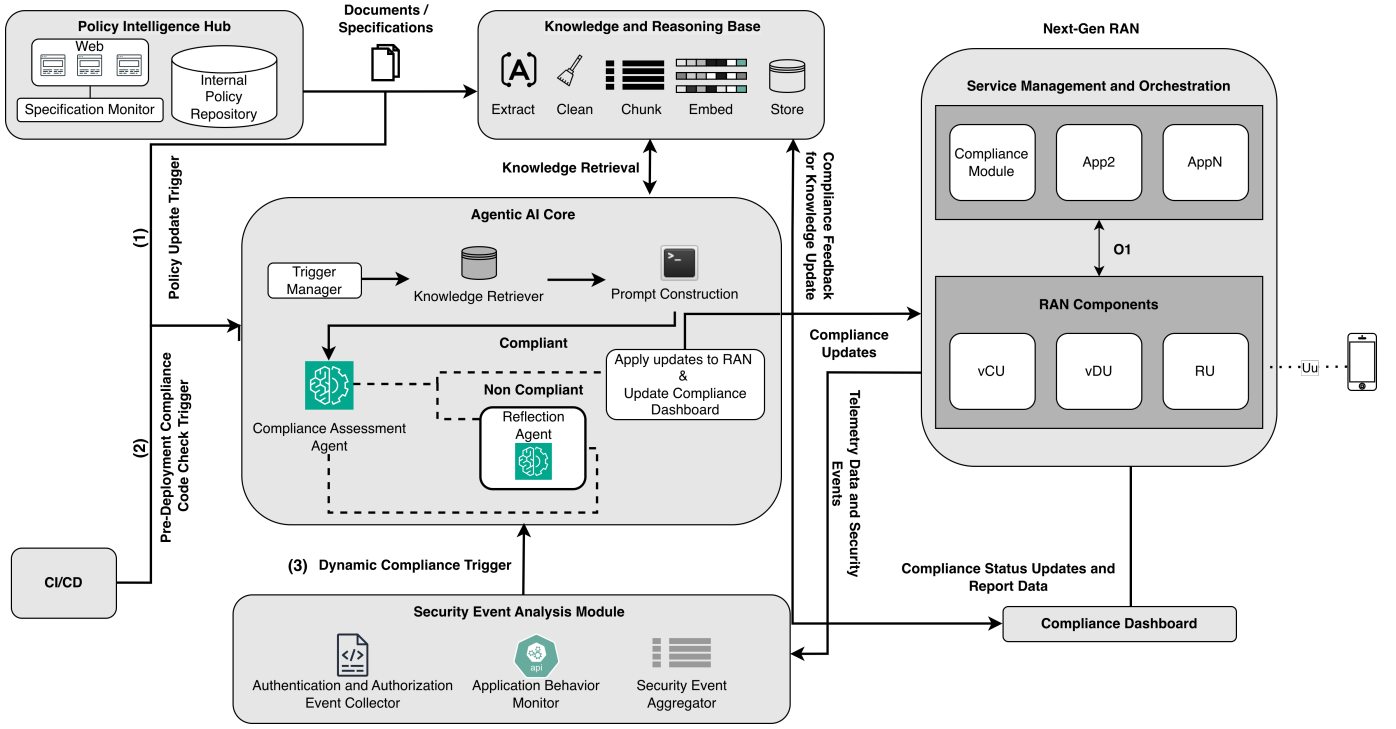 Policy Intelligence Hub
Web
Specification Monitor
Internal
Policy
Repository
Documents /
Specifications
Knowledge and Reasoning Base
[A]
Extract
Clean
Chunk
Embed
Store
Next-Gen RAN
Service Management and Orchestration
Compliance
Module
App2
AppN
O1
RAN Components
vCU
vDU
RU
Uu
Knowledge Retrieval
Compliance Feedback
for Knowledge Update
(1)
Policy Update Trigger
(2)
Pre-Deployment Compliance
Code Check Trigger
CI/CD
Agentic AI Core
Trigger
Manager
Knowledge Retriever
>_
Prompt Construction
Compliant
Non Compliant
Compliance Assessment
Agent
Reflection
Agent
Apply updates to RAN
&
Update Compliance
Dashboard
Compliance
Updates
Telemetry Data and Security
Events
(3) Dynamic Compliance Trigger
Security Event Analysis Module
</>
Authentication and Authorization
Event Collector
api
Application Behavior
Monitor
Security Event
Aggregator
Compliance Status Updates and
Report Data
Compliance Dashboard